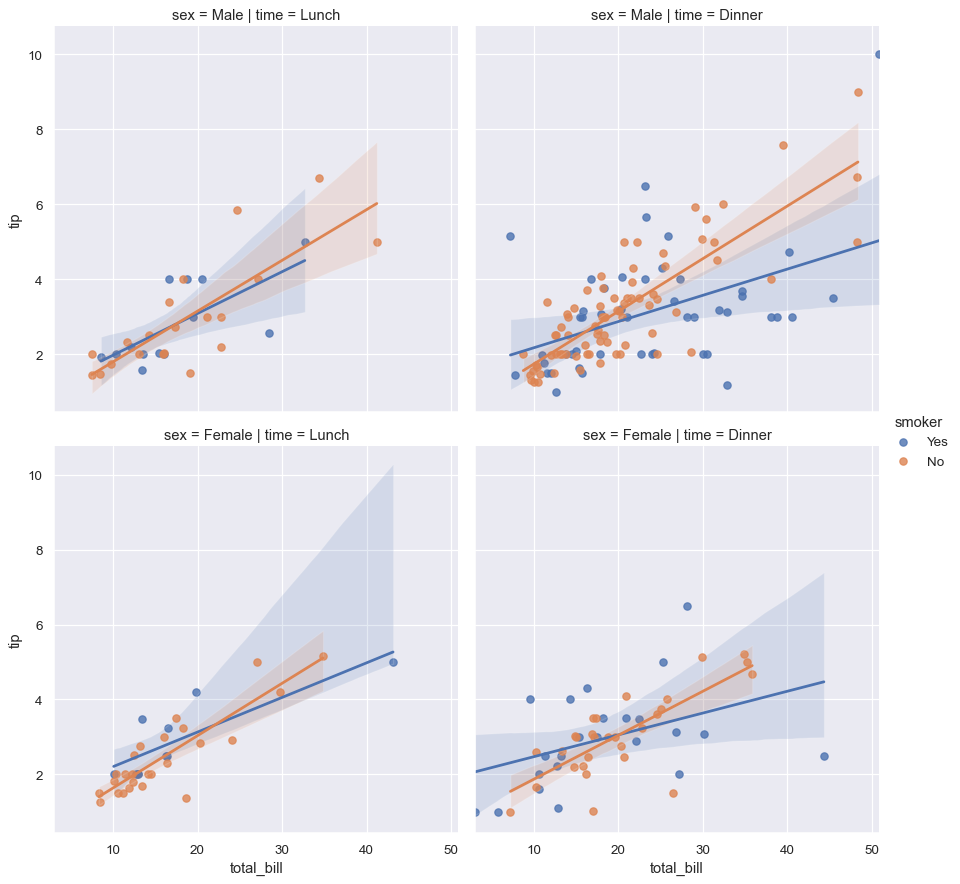 sex = Male | time = Lunch
sex = Male | time = Dinner
10
8
6
4
2
tip
sex = Female | time = Lunch
sex = Female | time = Dinner
smoker
Yes
No
10
8
6
4
2
tip
10 20 30 40 50
10 20 30 40 50
total_bill
total_bill